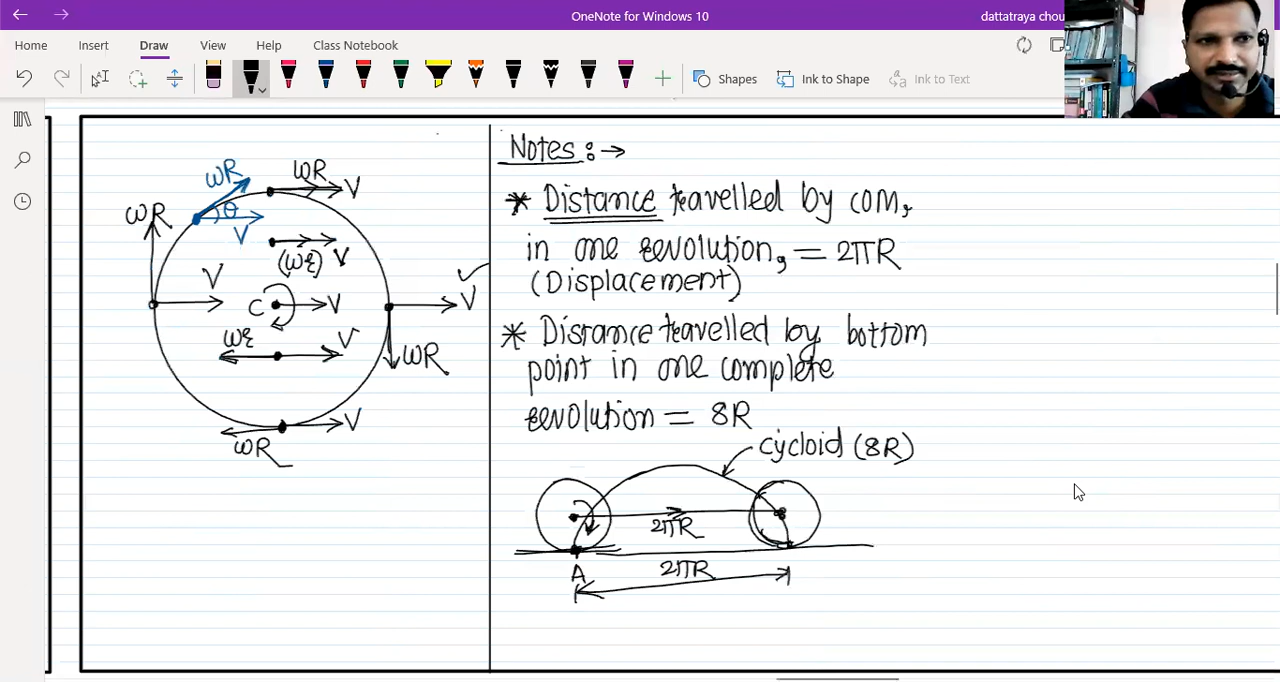 OneNote for Windows 10
dattatraya chou
Home Insert Draw View Help Class Notebook
Shapes Ink to Shape Ink to Text
ωR
ωR
V
θ
V
ωR
(ωr) V
V
C V
V
ωr V
ωR
V
ωR
Notes :→
* Distance travelled by COM,
in one revolution, = 2πR
(Displacement)
* Distance travelled by bottom
point in one complete
revolution = 8R
cycloid (8R)
2πR
A
2πR